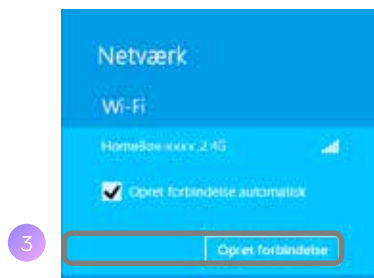 Netværk
Wi-Fi
HomeBox-xxxx_2.4G
Opret forbindelse automatisk
3
Opret forbindelse